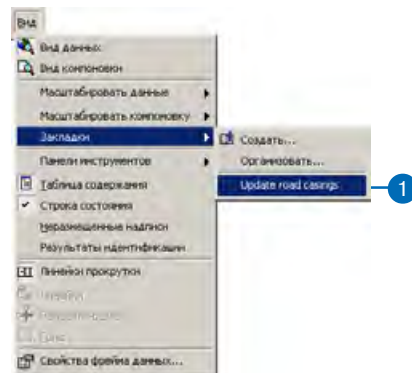 Вид
Вид данных
Вид компоновки
Масштабировать данные
Масштабировать компоновку
Закладки
Панели инструментов
Таблица содержания
Строка состояния
Неразмещенные надписи
Результаты идентификации
Линейки прокрутки
Свойства фрейма данных...
Создать...
Организовать...
Update road casings
1